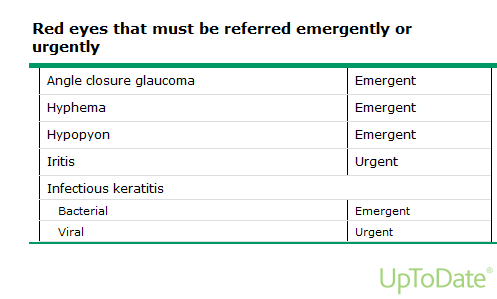 Red eyes that must be referred emergently or
urgently
Angle closure glaucoma Emergent
Hyphema Emergent
Hypopyon Emergent
Iritis Urgent
Infectious keratitis
Bacterial Emergent
Viral Urgent
UpToDate®